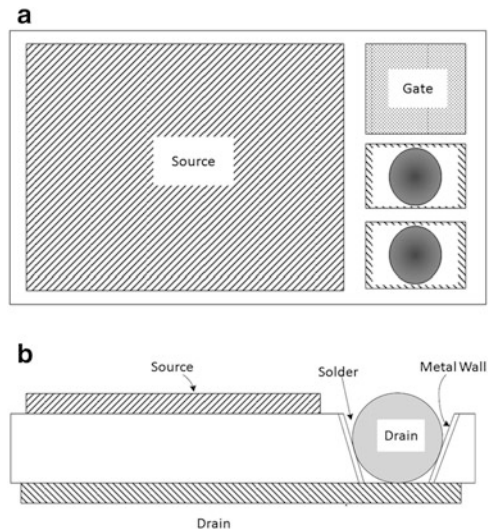 a
Gate
Source
b
Source
Solder
Metal Wall
Drain
Drain